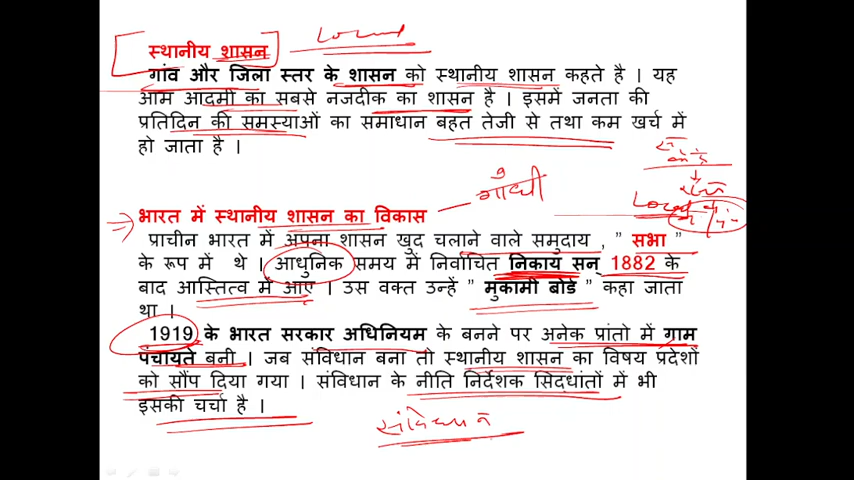 Local
स्थानीय शासन
गांव और जिला स्तर के शासन को स्थानीय शासन कहते है । यह
आम आदमी का सबसे नजदीक का शासन है । इसमें जनता की
प्रतिदिन की समस्याओं का समाधान बहत तेजी से तथा कम खर्च में
हो जाता है ।
गाँधी
Local
भारत में स्थानीय शासन का विकास
प्राचीन भारत में अपना शासन खुद चलाने वाले समुदाय , " सभा "
के रूप में थे । आधुनिक समय में निर्वाचित निकाय सन् 1882 के
बाद आस्तित्व में आए । उस वक्त उन्हें " मुकामी बोर्ड " कहा जाता
था ।
1919 के भारत सरकार अधिनियम के बनने पर अनेक प्रांतो में ग्राम
पंचायते बनी । जब संविधान बना तो स्थानीय शासन का विषय प्रदेशों
को सौंप दिया गया । संविधान के नीति निर्देशक सिद्धांतों में भी
इसकी चर्चा है ।
संविधान